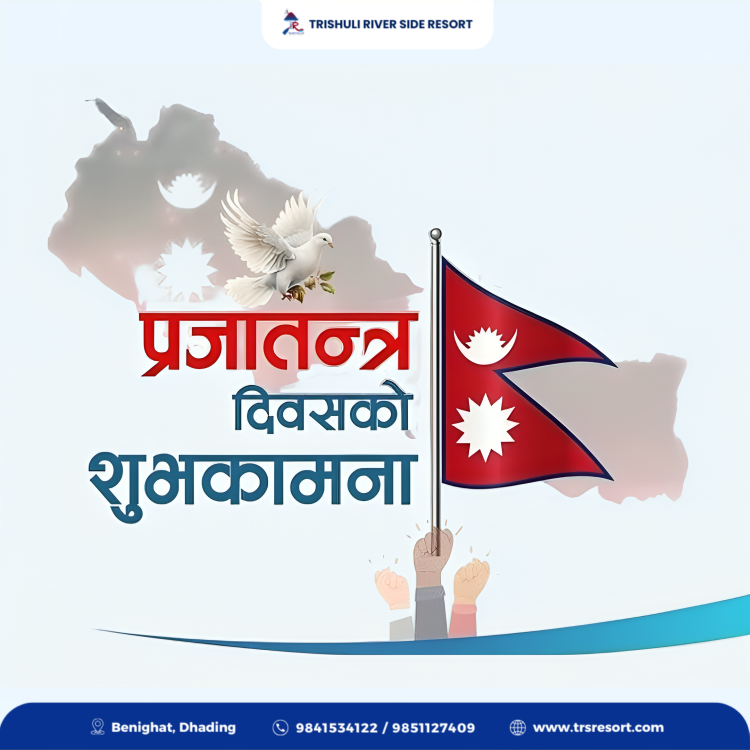 TRISHULI RIVER SIDE RESORT
प्रजातन्त्र
दिवसको
शुभकामना
Benighat, Dhading
9841534122 / 9851127409
www.trsresort.com